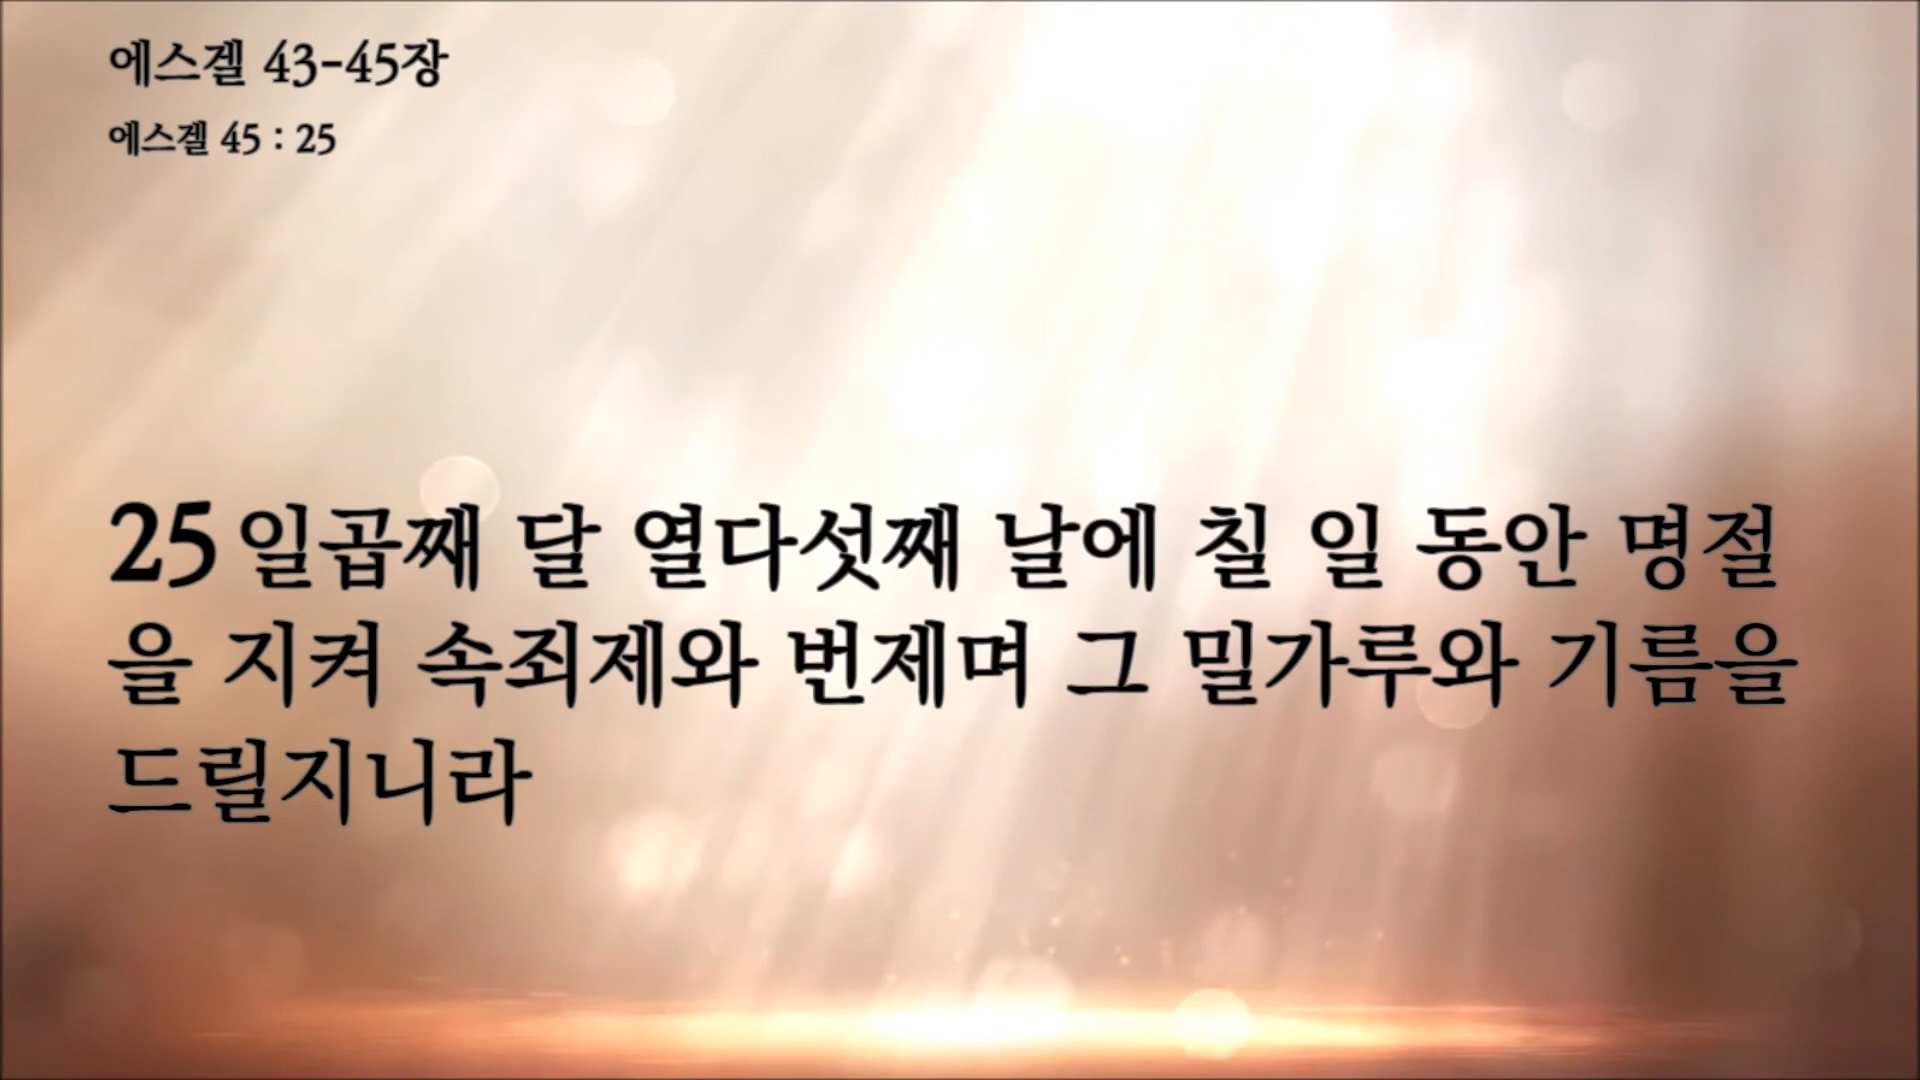 에스겔 43-45장
에스겔 45 : 25
25 일곱째 달 열다섯째 날에 칠 일 동안 명절
을 지켜 속죄제와 번제며 그 밀가루와 기름을
드릴지니라